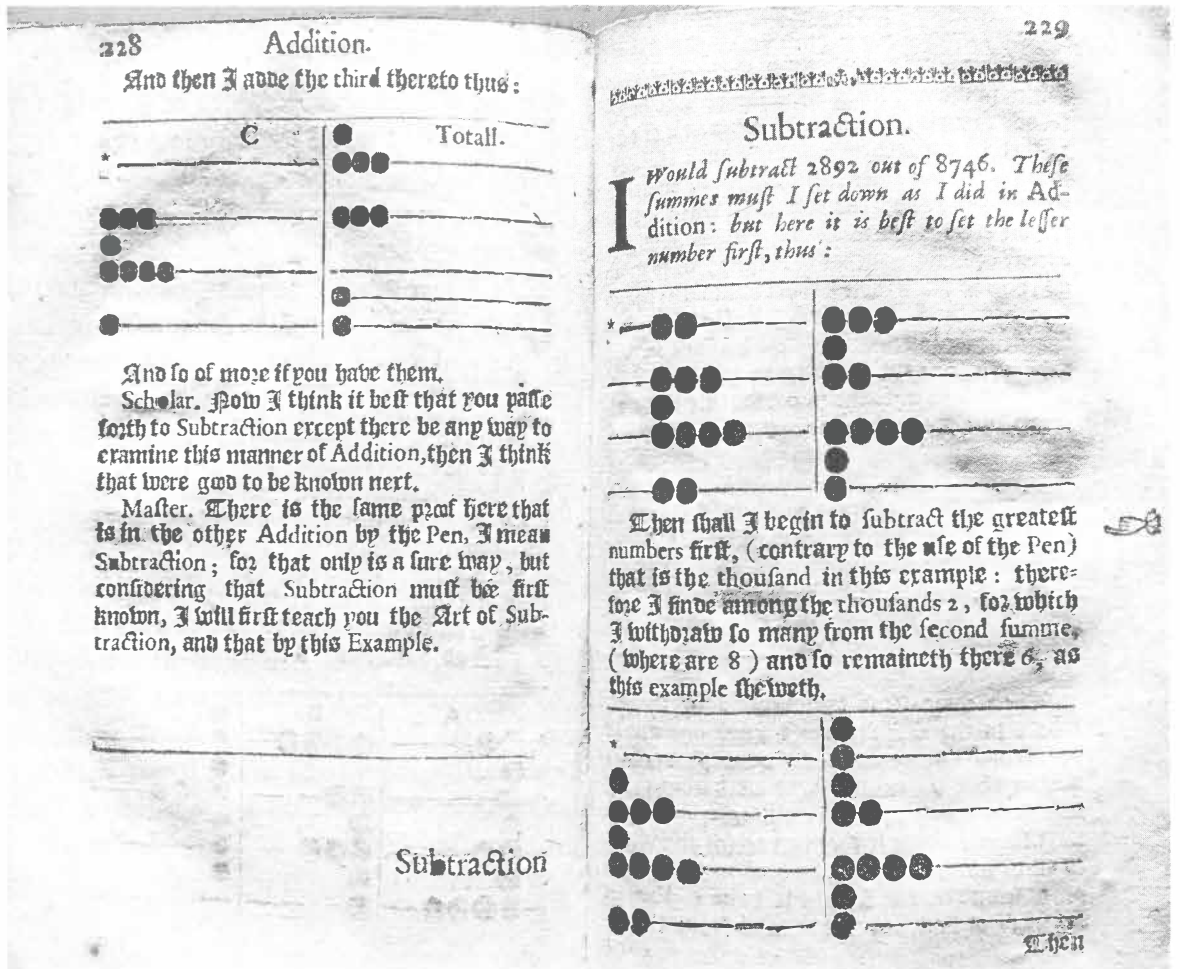 228 Addition.
And then I adde the third thereto thus:
C Totall.
*
And so of more if you have them.
Scholar. Now I think it best that you passe
forth to Subtraction except there be any way to
examine this manner of Addition, then I think
that were good to be known next.
Master. There is the same proof here that
is in the other Addition by the Pen, I mean
Subtraction; for that only is a sure way, but
considering that Subtraction must bee first
known, I will first teach you the Art of Sub-
traction, and that by this Example.
Subtraction
229
Subtraction.
I Would subtract 2892 out of 8746. These
summes must I set down as I did in Ad-
dition: but here it is best to set the lesser
number first, thus:
*
Then shall I begin to subtract the greatest
numbers first, (contrary to the use of the Pen)
that is the thousand in this example: there-
fore I finde among the thousands 2, for which
I withdraw so many from the second summe,
(where are 8) and so remaineth there 6, as
this example sheweth.
*
Then